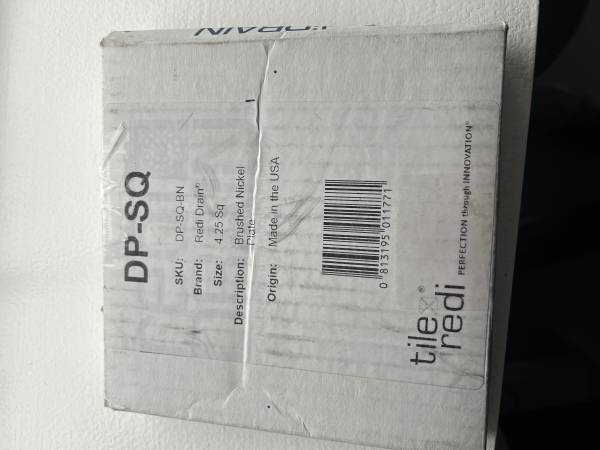 DP-SQ
SKU: DP-SQ-BN
Brand: Redi Drain®
Size: 4.25 Sq
Description: Brushed Nickel
Plate
Origin: Made in the USA
0 813195 011771
tile ®
redi PERFECTION through INNOVATION®